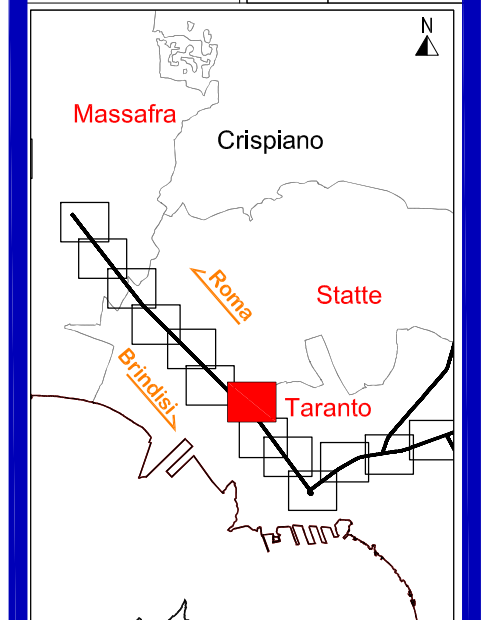 N
Massafra
Crispiano
Roma
Statte
Brindisi
Taranto